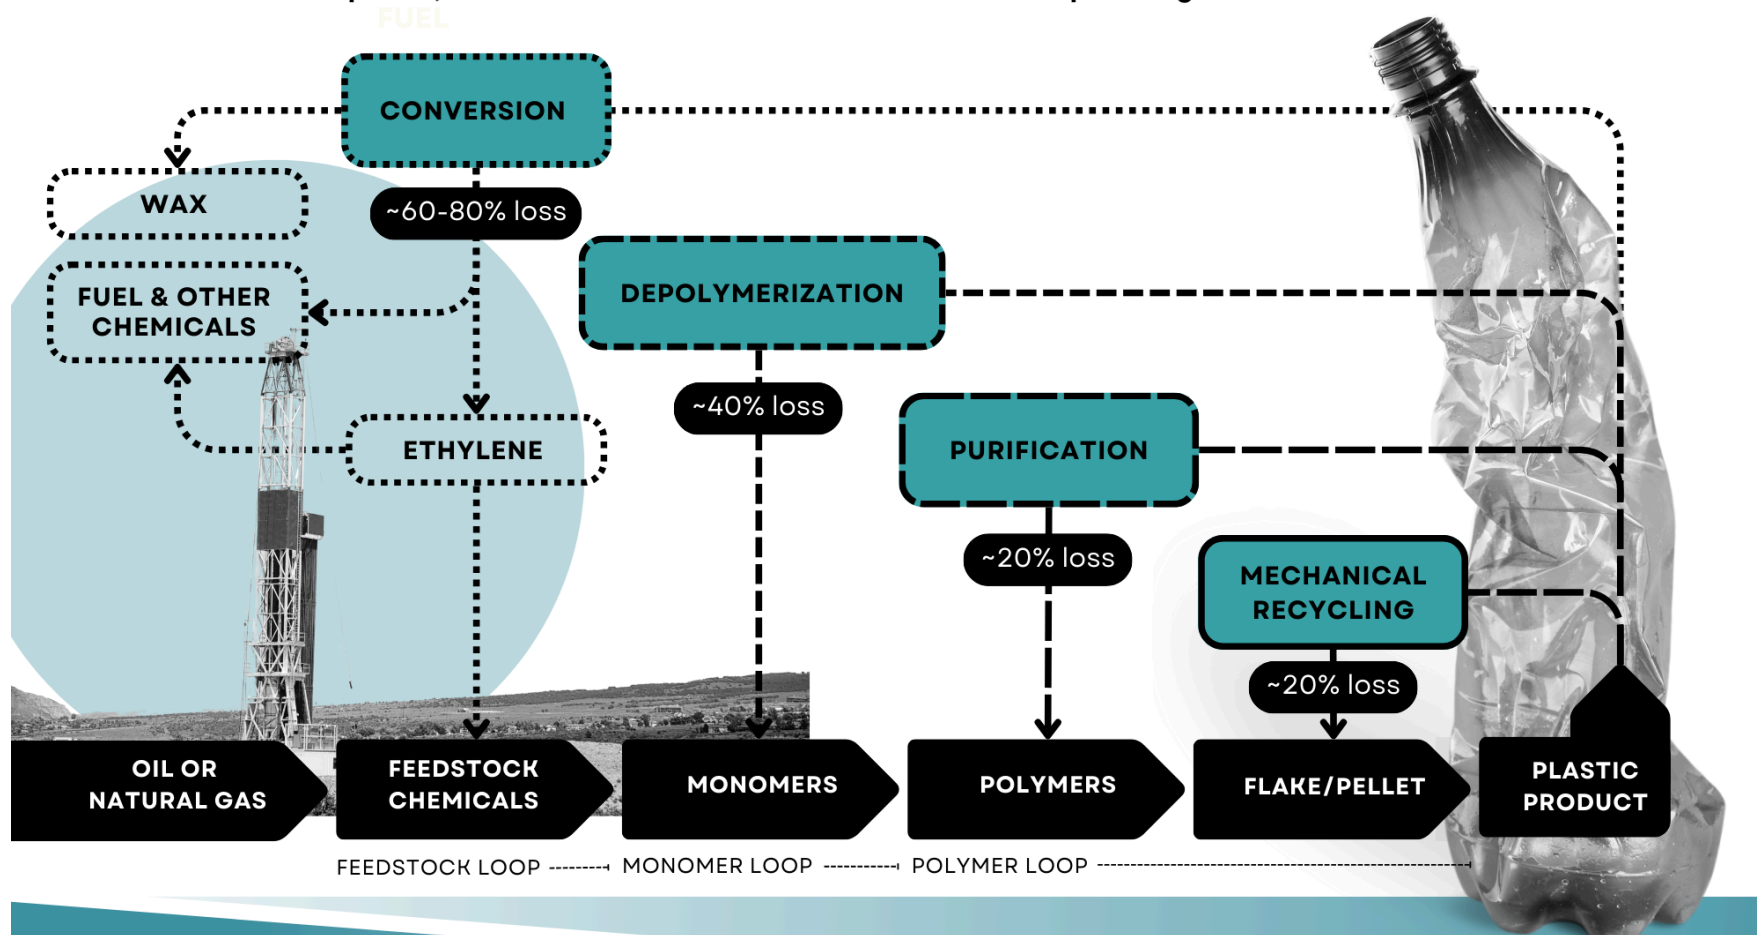 FUEL
CONVERSION
WAX
~60-80% loss
FUEL & OTHER
CHEMICALS
DEPOLYMERIZATION
~40% loss
ETHYLENE
PURIFICATION
~20% loss
MECHANICAL
RECYCLING
~20% loss
OIL OR
NATURAL GAS
FEEDSTOCK
CHEMICALS
MONOMERS
POLYMERS
FLAKE/PELLET
PLASTIC
PRODUCT
FEEDSTOCK LOOP
MONOMER LOOP
POLYMER LOOP